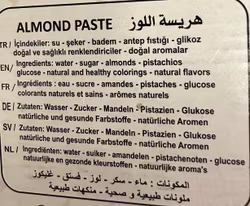 ALMOND PASTE هريسة اللوز
TR / İçindekiler: su - şeker - badem - antep fıstığı - glikoz
doğal ve sağlıklı renklendiriciler - doğal aromalar
EN / Ingredients: water - sugar - almonds - pistachios
glucose - natural and healthy colorings - natural flavors
FR / Ingredients : eau - sucre - amandes - pistaches - glucose
colorants naturels et sains - arômes naturels
DE / Zutaten: Wasser - Zucker - Mandeln - Pistazien - Glukose
natürliche und gesunde Farbstoffe - natürliche Aromen
SV / Zutaten: Wasser - Zucker - Mandeln - Pistazien - Glukose
natürliche und gesunde Farbstoffe - natürliche Aromen
NL / Ingrediënten: water - suiker - amandelen - pistachenoten - glucose
natuurlijke en gezonde kleurstoffen - natuurlijke aroma's
المكونات : ماء - سكر - لوز - فستق - غليكوز
ملونات طبيعية و صحية - منكهات طبيعية